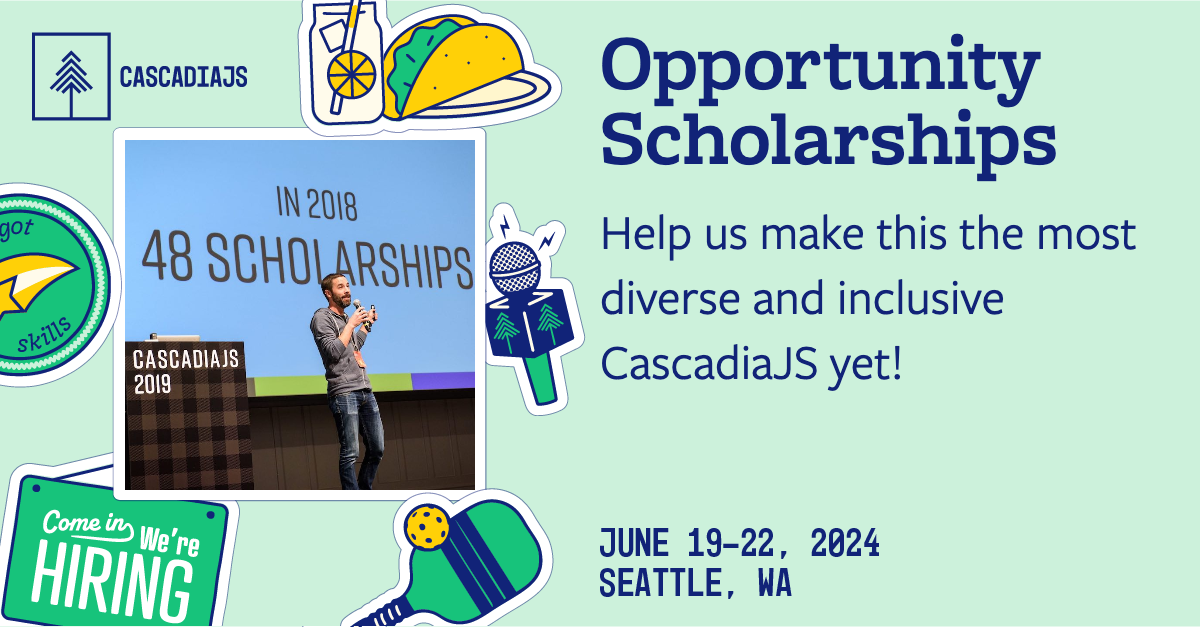 CASCADIAJS
Opportunity
Scholarships
Help us make this the most
diverse and inclusive
CascadiaJS yet!
JUNE 19–22, 2024
SEATTLE, WA
IN 2018
48 SCHOLARSHIPS
CASCADIAJS
2019
got
skills
Come in
We're
HIRING